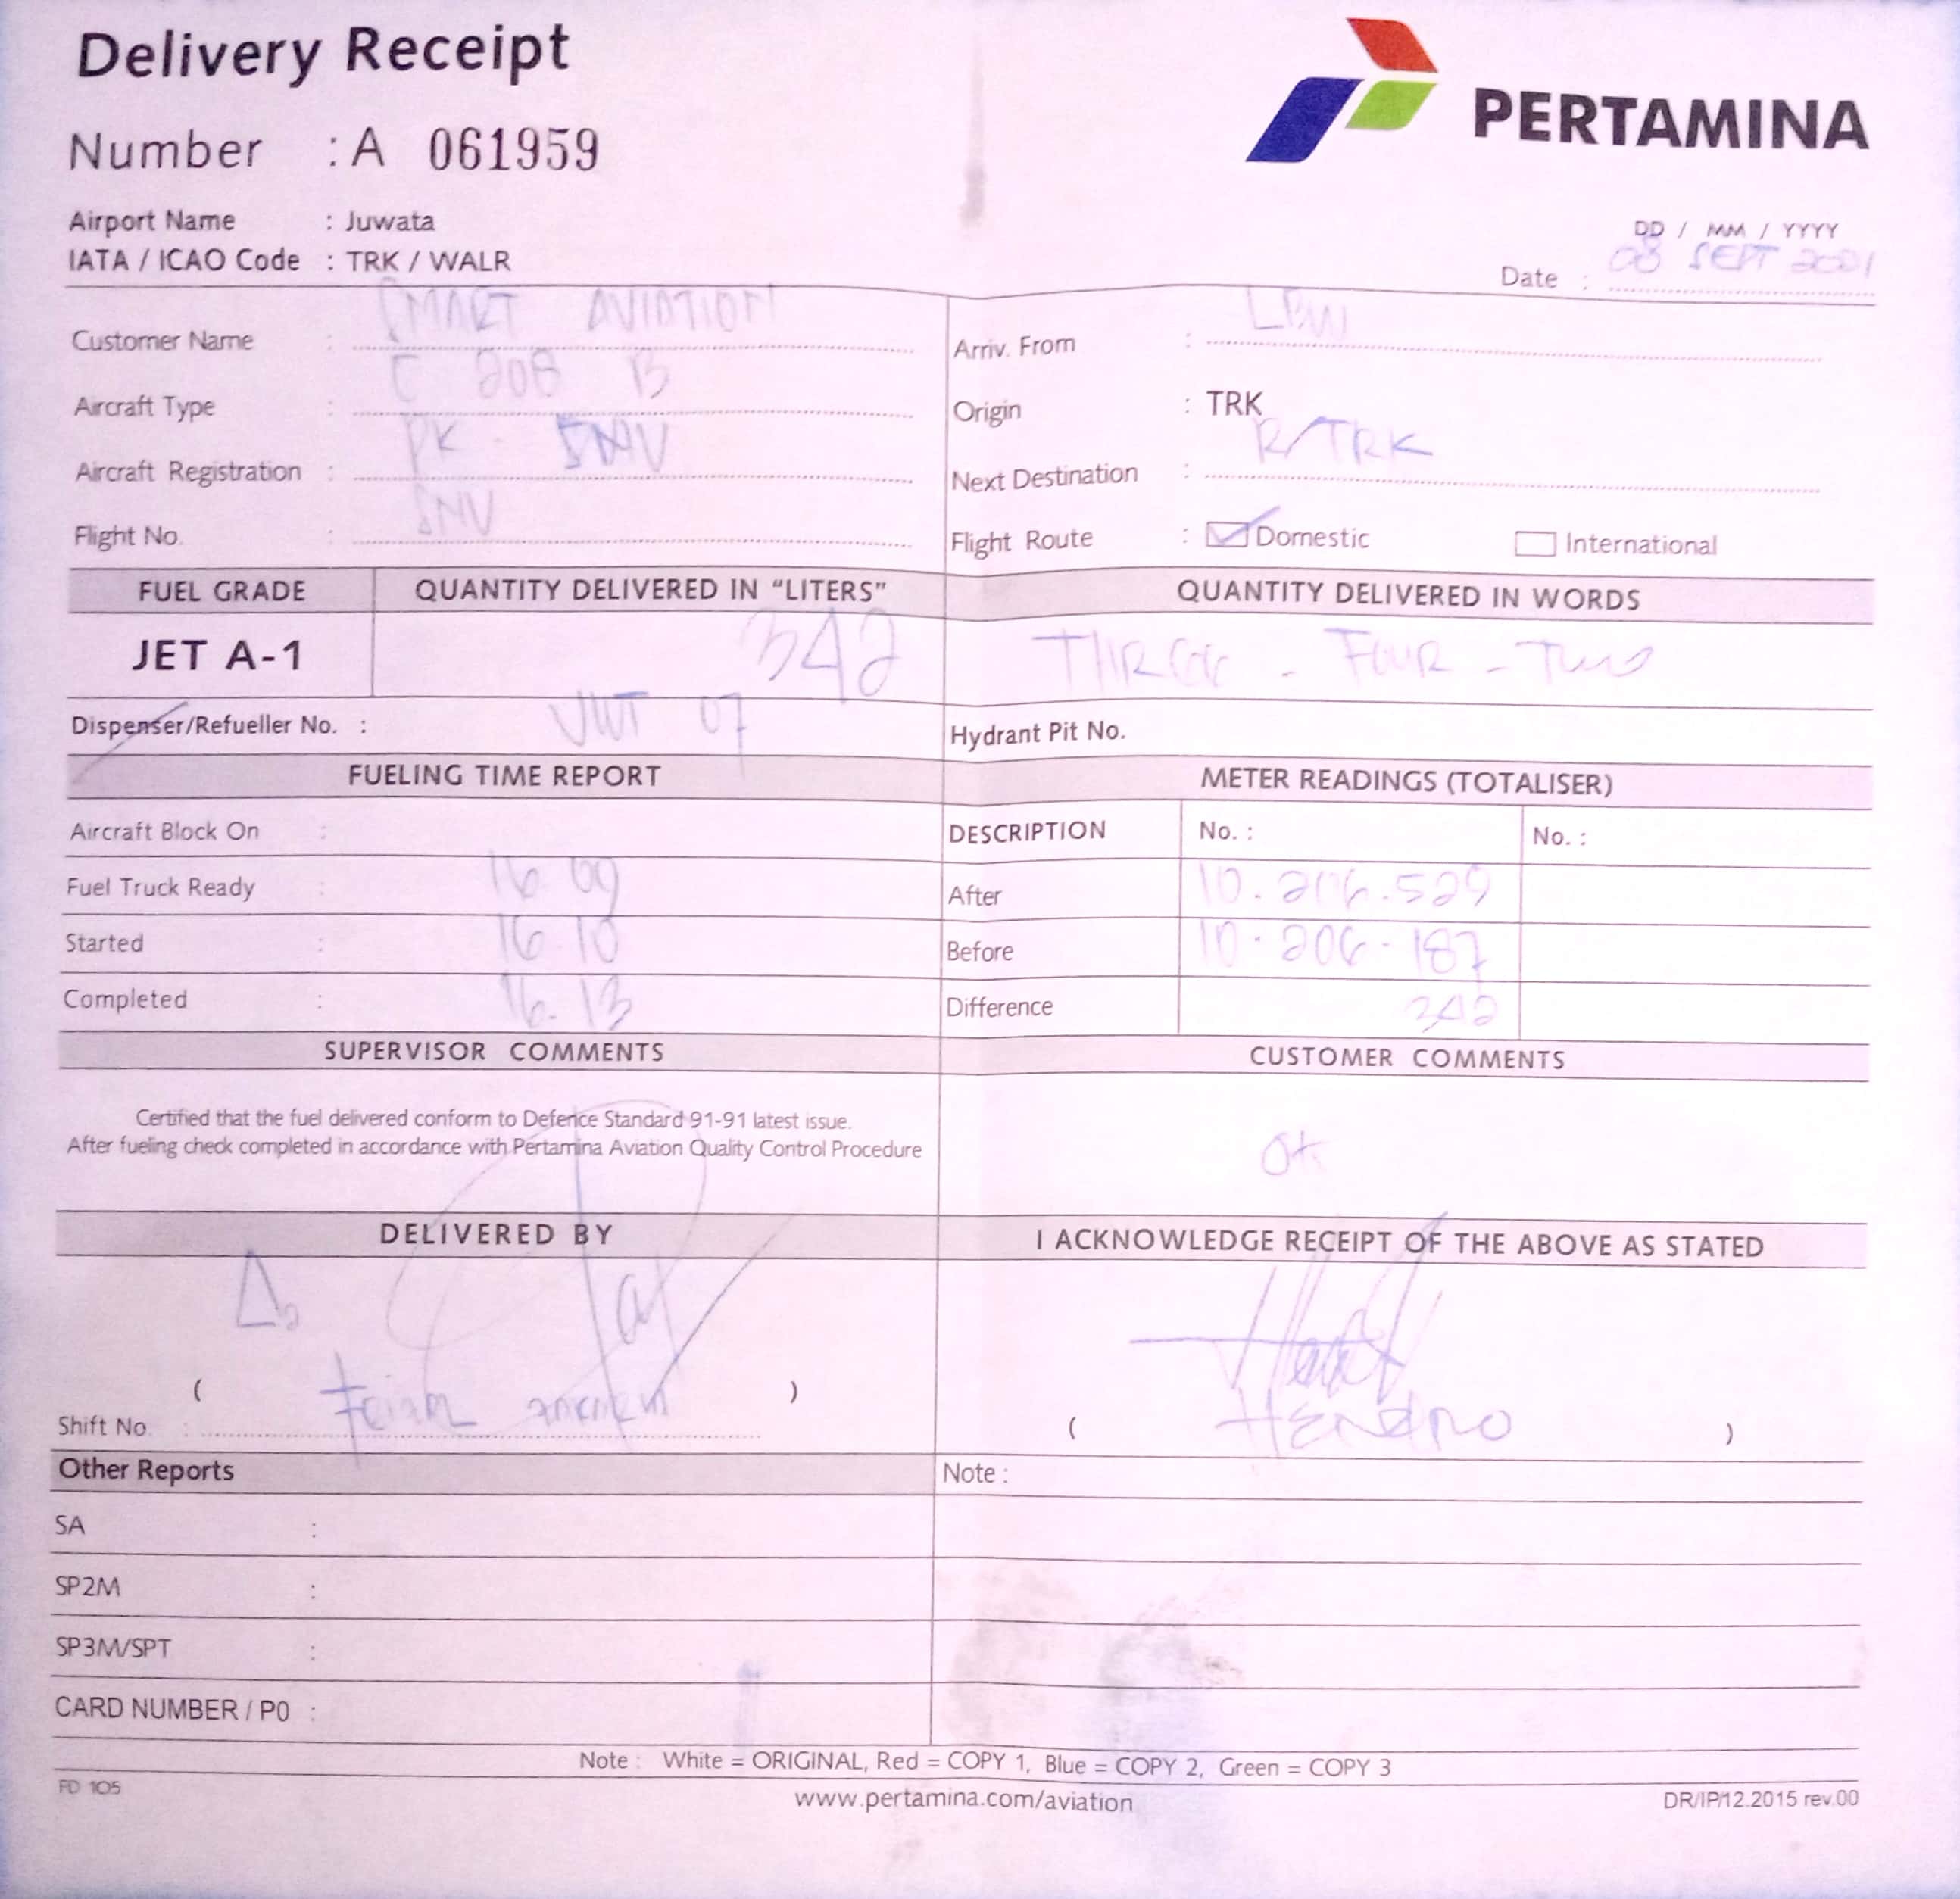 Delivery Receipt
PERTAMINA
Number : A 061959
Airport Name : Juwata
IATA / ICAO Code : TRK / WALR
DD / MM / YYYY
Date : 08 SEPT 2021
Customer Name : SMART AVIATION
Arriv. From : LBW
Aircraft Type : C 208 B
Origin : TRK
Aircraft Registration : PK - SNV
Next Destination : R/TRK
Flight No. : SNV
Flight Route : Domestic International
FUEL GRADE QUANTITY DELIVERED IN “LITERS” QUANTITY DELIVERED IN WORDS
JET A-1 342 THREE - FOUR - TWO
Dispenser/Refueller No. : JWT 07 Hydrant Pit No.
FUELING TIME REPORT METER READINGS (TOTALISER)
Aircraft Block On : DESCRIPTION No. : No. :
Fuel Truck Ready : 16.09 After 10.206.529
Started : 16.10 Before 10.206.187
Completed : 16.13 Difference 342
SUPERVISOR COMMENTS CUSTOMER COMMENTS
Certified that the fuel delivered conform to Defence Standard 91-91 latest issue.
After fueling check completed in accordance with Pertamina Aviation Quality Control Procedure
OK
DELIVERED BY I ACKNOWLEDGE RECEIPT OF THE ABOVE AS STATED
( )
Shift No. :
( HENDRO )
Other Reports Note :
SA :
SP2M :
SP3M/SPT :
CARD NUMBER / P0 :
Note : White = ORIGINAL, Red = COPY 1, Blue = COPY 2, Green = COPY 3
FD 105 www.pertamina.com/aviation DR/IP/12.2015 rev.00